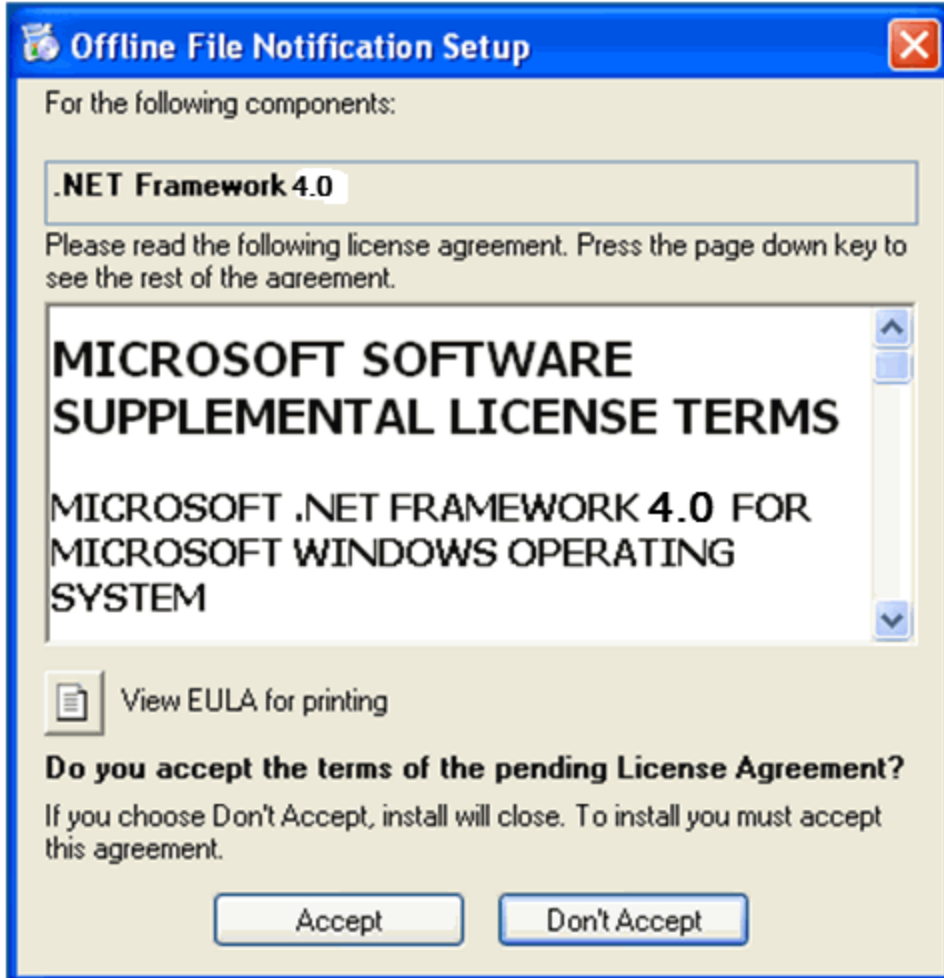 Offline File Notification Setup
For the following components:
.NET Framework 4.0
Please read the following license agreement. Press the page down key to
see the rest of the agreement.
MICROSOFT SOFTWARE
SUPPLEMENTAL LICENSE TERMS
MICROSOFT .NET FRAMEWORK 4.0 FOR
MICROSOFT WINDOWS OPERATING
SYSTEM
View EULA for printing
Do you accept the terms of the pending License Agreement?
If you choose Don't Accept, install will close. To install you must accept
this agreement.
Accept
Don't Accept